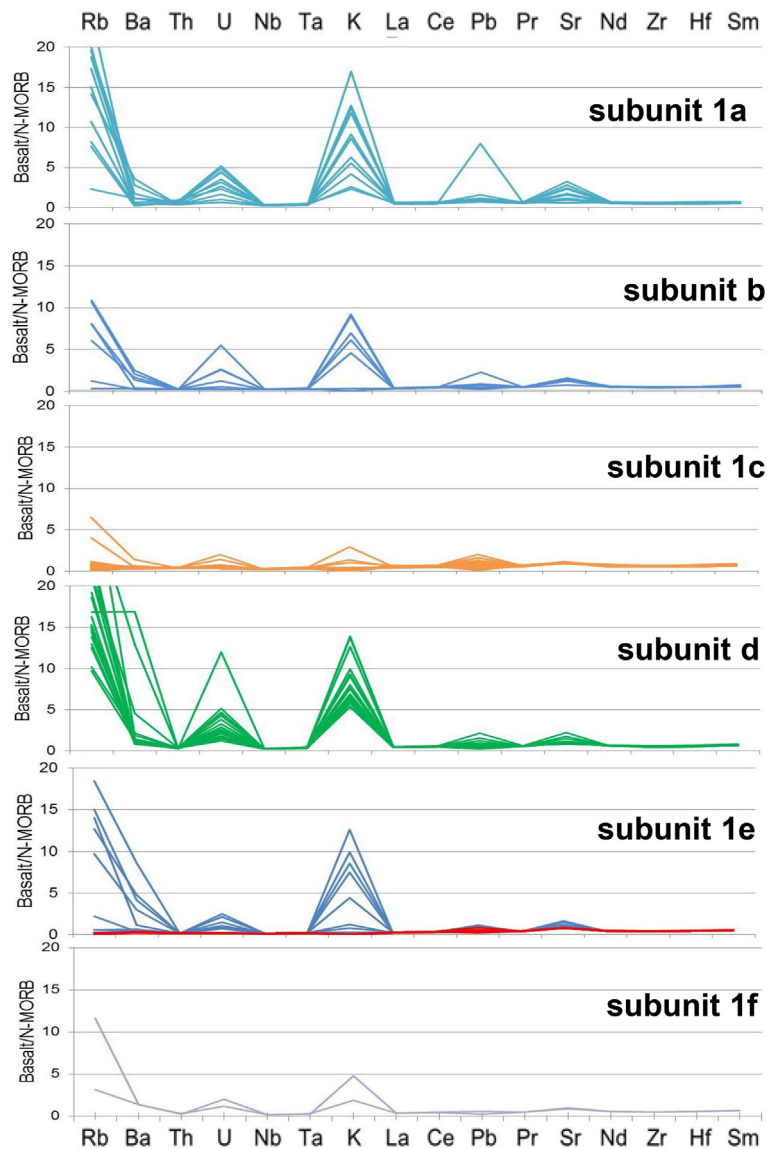 Rb Ba Th U Nb Ta K La Ce Pb Pr Sr Nd Zr Hf Sm
20
15
10
5
0
Basalt/N-MORB
subunit 1a
20
15
10
5
0
Basalt/N-MORB
subunit b
20
15
10
5
0
Basalt/N-MORB
subunit 1c
20
15
10
5
0
Basalt/N-MORB
subunit d
20
15
10
5
0
Basalt/N-MORB
subunit 1e
20
15
10
5
0
Basalt/N-MORB
subunit 1f
Rb Ba Th U Nb Ta K La Ce Pb Pr Sr Nd Zr Hf Sm